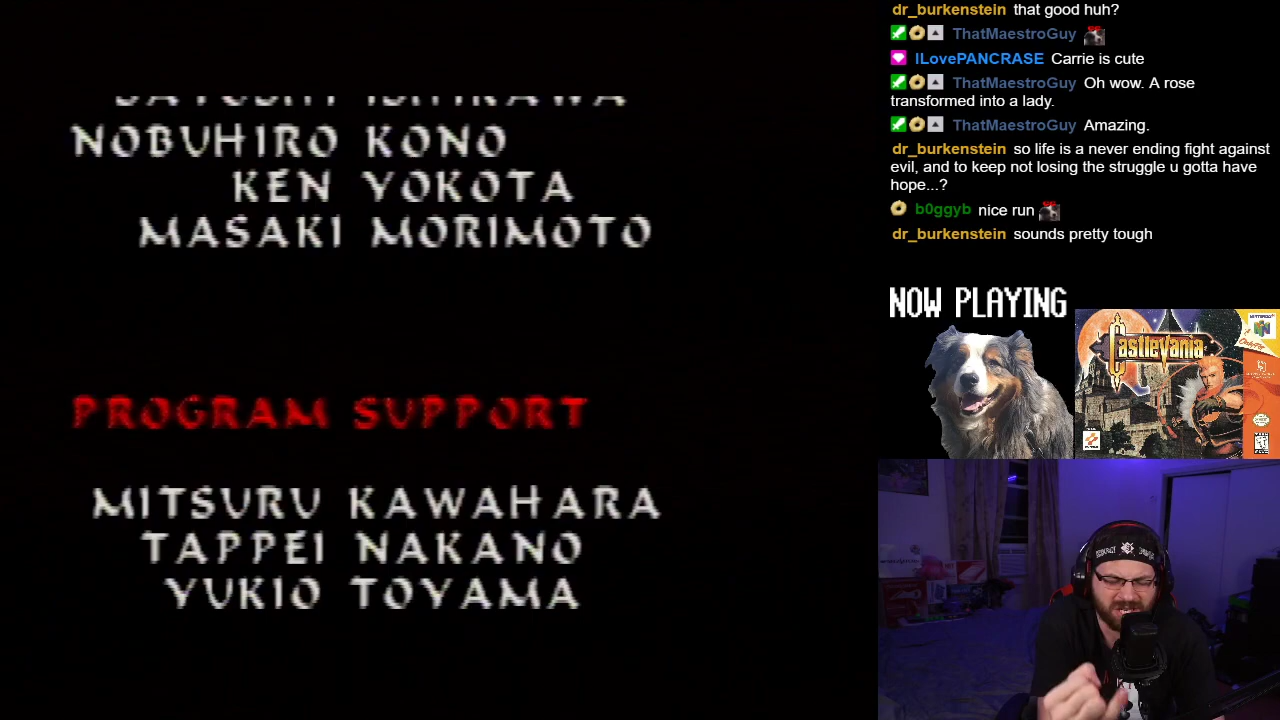 NOBUHIRO KONO
KEN YOKOTA
MASAKI MORIMOTO
PROGRAM SUPPORT
MITSURU KAWAHARA
TAPPEI NAKANO
YUKIO TOYAMA
dr_burkenstein that good huh?
ThatMaestroGuy
ILovePANCRASE Carrie is cute
ThatMaestroGuy Oh wow. A rose
transformed into a lady.
ThatMaestroGuy Amazing.
dr_burkenstein so life is a never ending fight against
evil, and to keep not losing the struggle u gotta have
hope...?
b0ggyb nice run
dr_burkenstein sounds pretty tough
NOW PLAYING
Castlevania